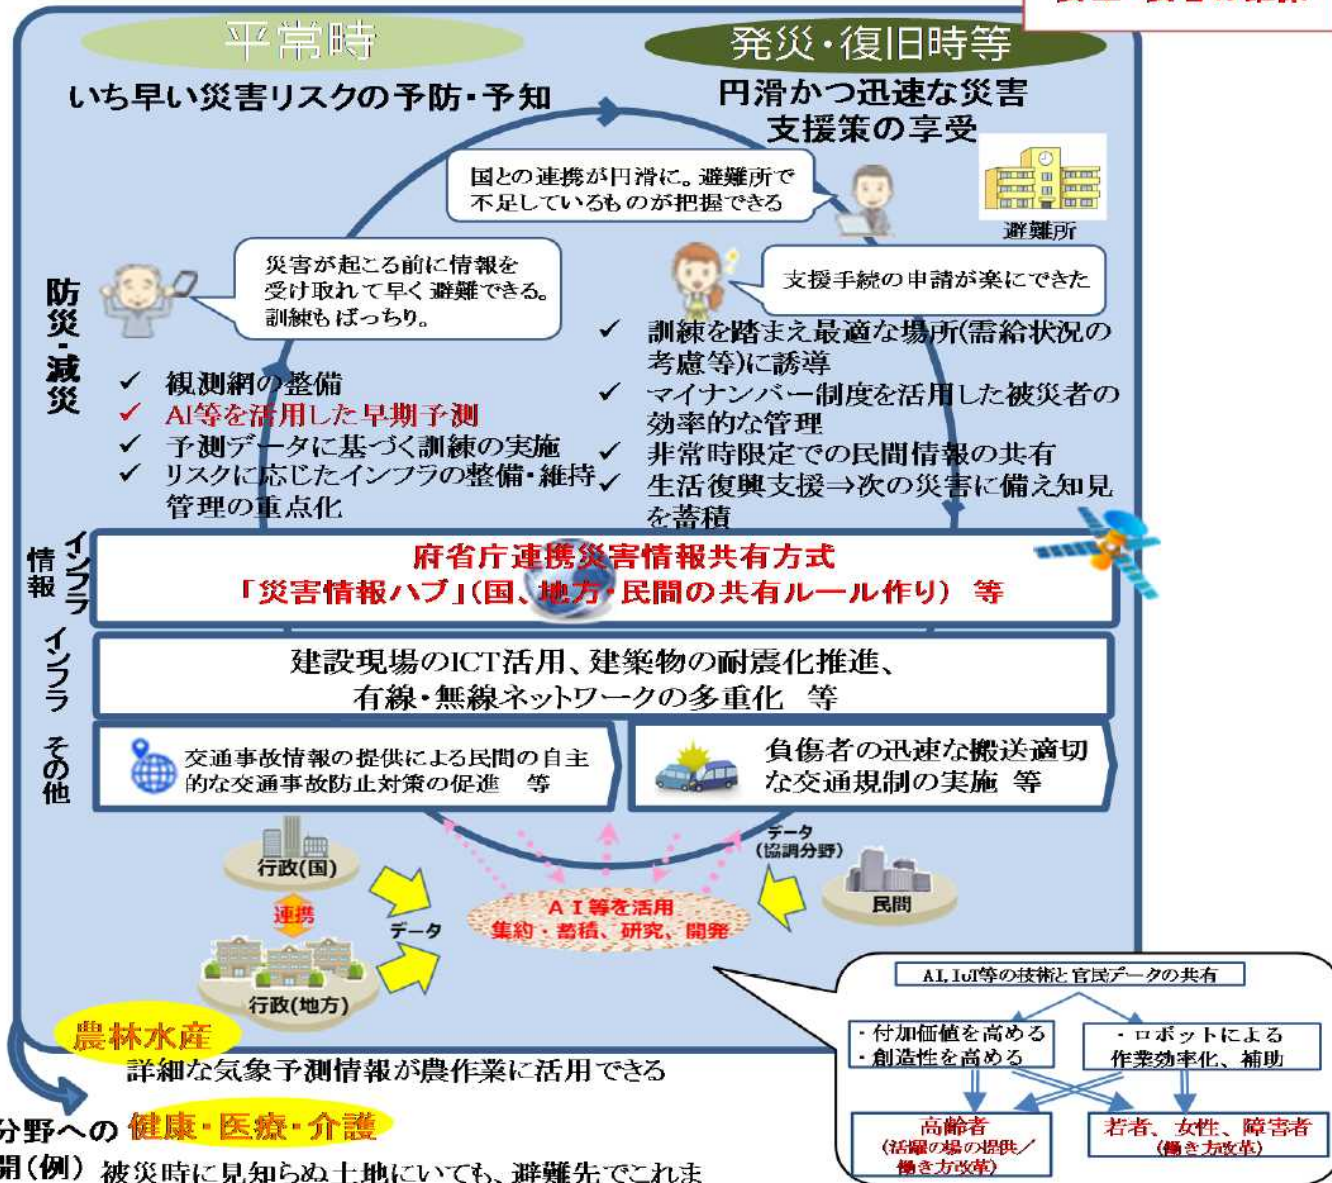 平常時
発災・復旧時等
いち早い災害リスクの予防・予知
円滑かつ迅速な災害
支援策の享受
国との連携が円滑に。避難所で
不足しているものが把握できる
避難所
災害が起こる前に情報を
受け取れて早く避難できる。
訓練もばっちり。
支援手続の申請が楽にできた
防災・減災
✓ 観測網の整備
✓ AI等を活用した早期予測
✓ 予測データに基づく訓練の実施
✓ リスクに応じたインフラの整備・維持
管理の重点化
✓ 訓練を踏まえ最適な場所(需給状況の
考慮等)に誘導
✓ マイナンバー制度を活用した被災者の
効率的な管理
✓ 非常時限定での民間情報の共有
✓ 生活復興支援⇒次の災害に備え知見
を蓄積
情報
インフラ
府省庁連携災害情報共有方式
「災害情報ハブ」(国、地方・民間の共有ルール作り) 等
インフラ
建設現場のICT活用、建築物の耐震化推進、
有線・無線ネットワークの多重化 等
その他
交通事故情報の提供による民間の自主
的な交通事故防止対策の促進 等
負傷者の迅速な搬送適切
な交通規制の実施 等
行政(国)
連携
行政(地方)
データ
AI等を活用
集約・蓄積、研究、開発
データ
(協調分野)
民間
AI,IoT等の技術と官民データの共有
・付加価値を高める
・創造性を高める
・ロボットによる
作業効率化、補助
高齢者
(活躍の場の提供/
働き方改革)
若者、女性、障害者
(働き方改革)
農林水産
詳細な気象予測情報が農作業に活用できる
分野への
開(例)
健康・医療・介護
被災時に見知らぬ土地にいても、避難先でこれま